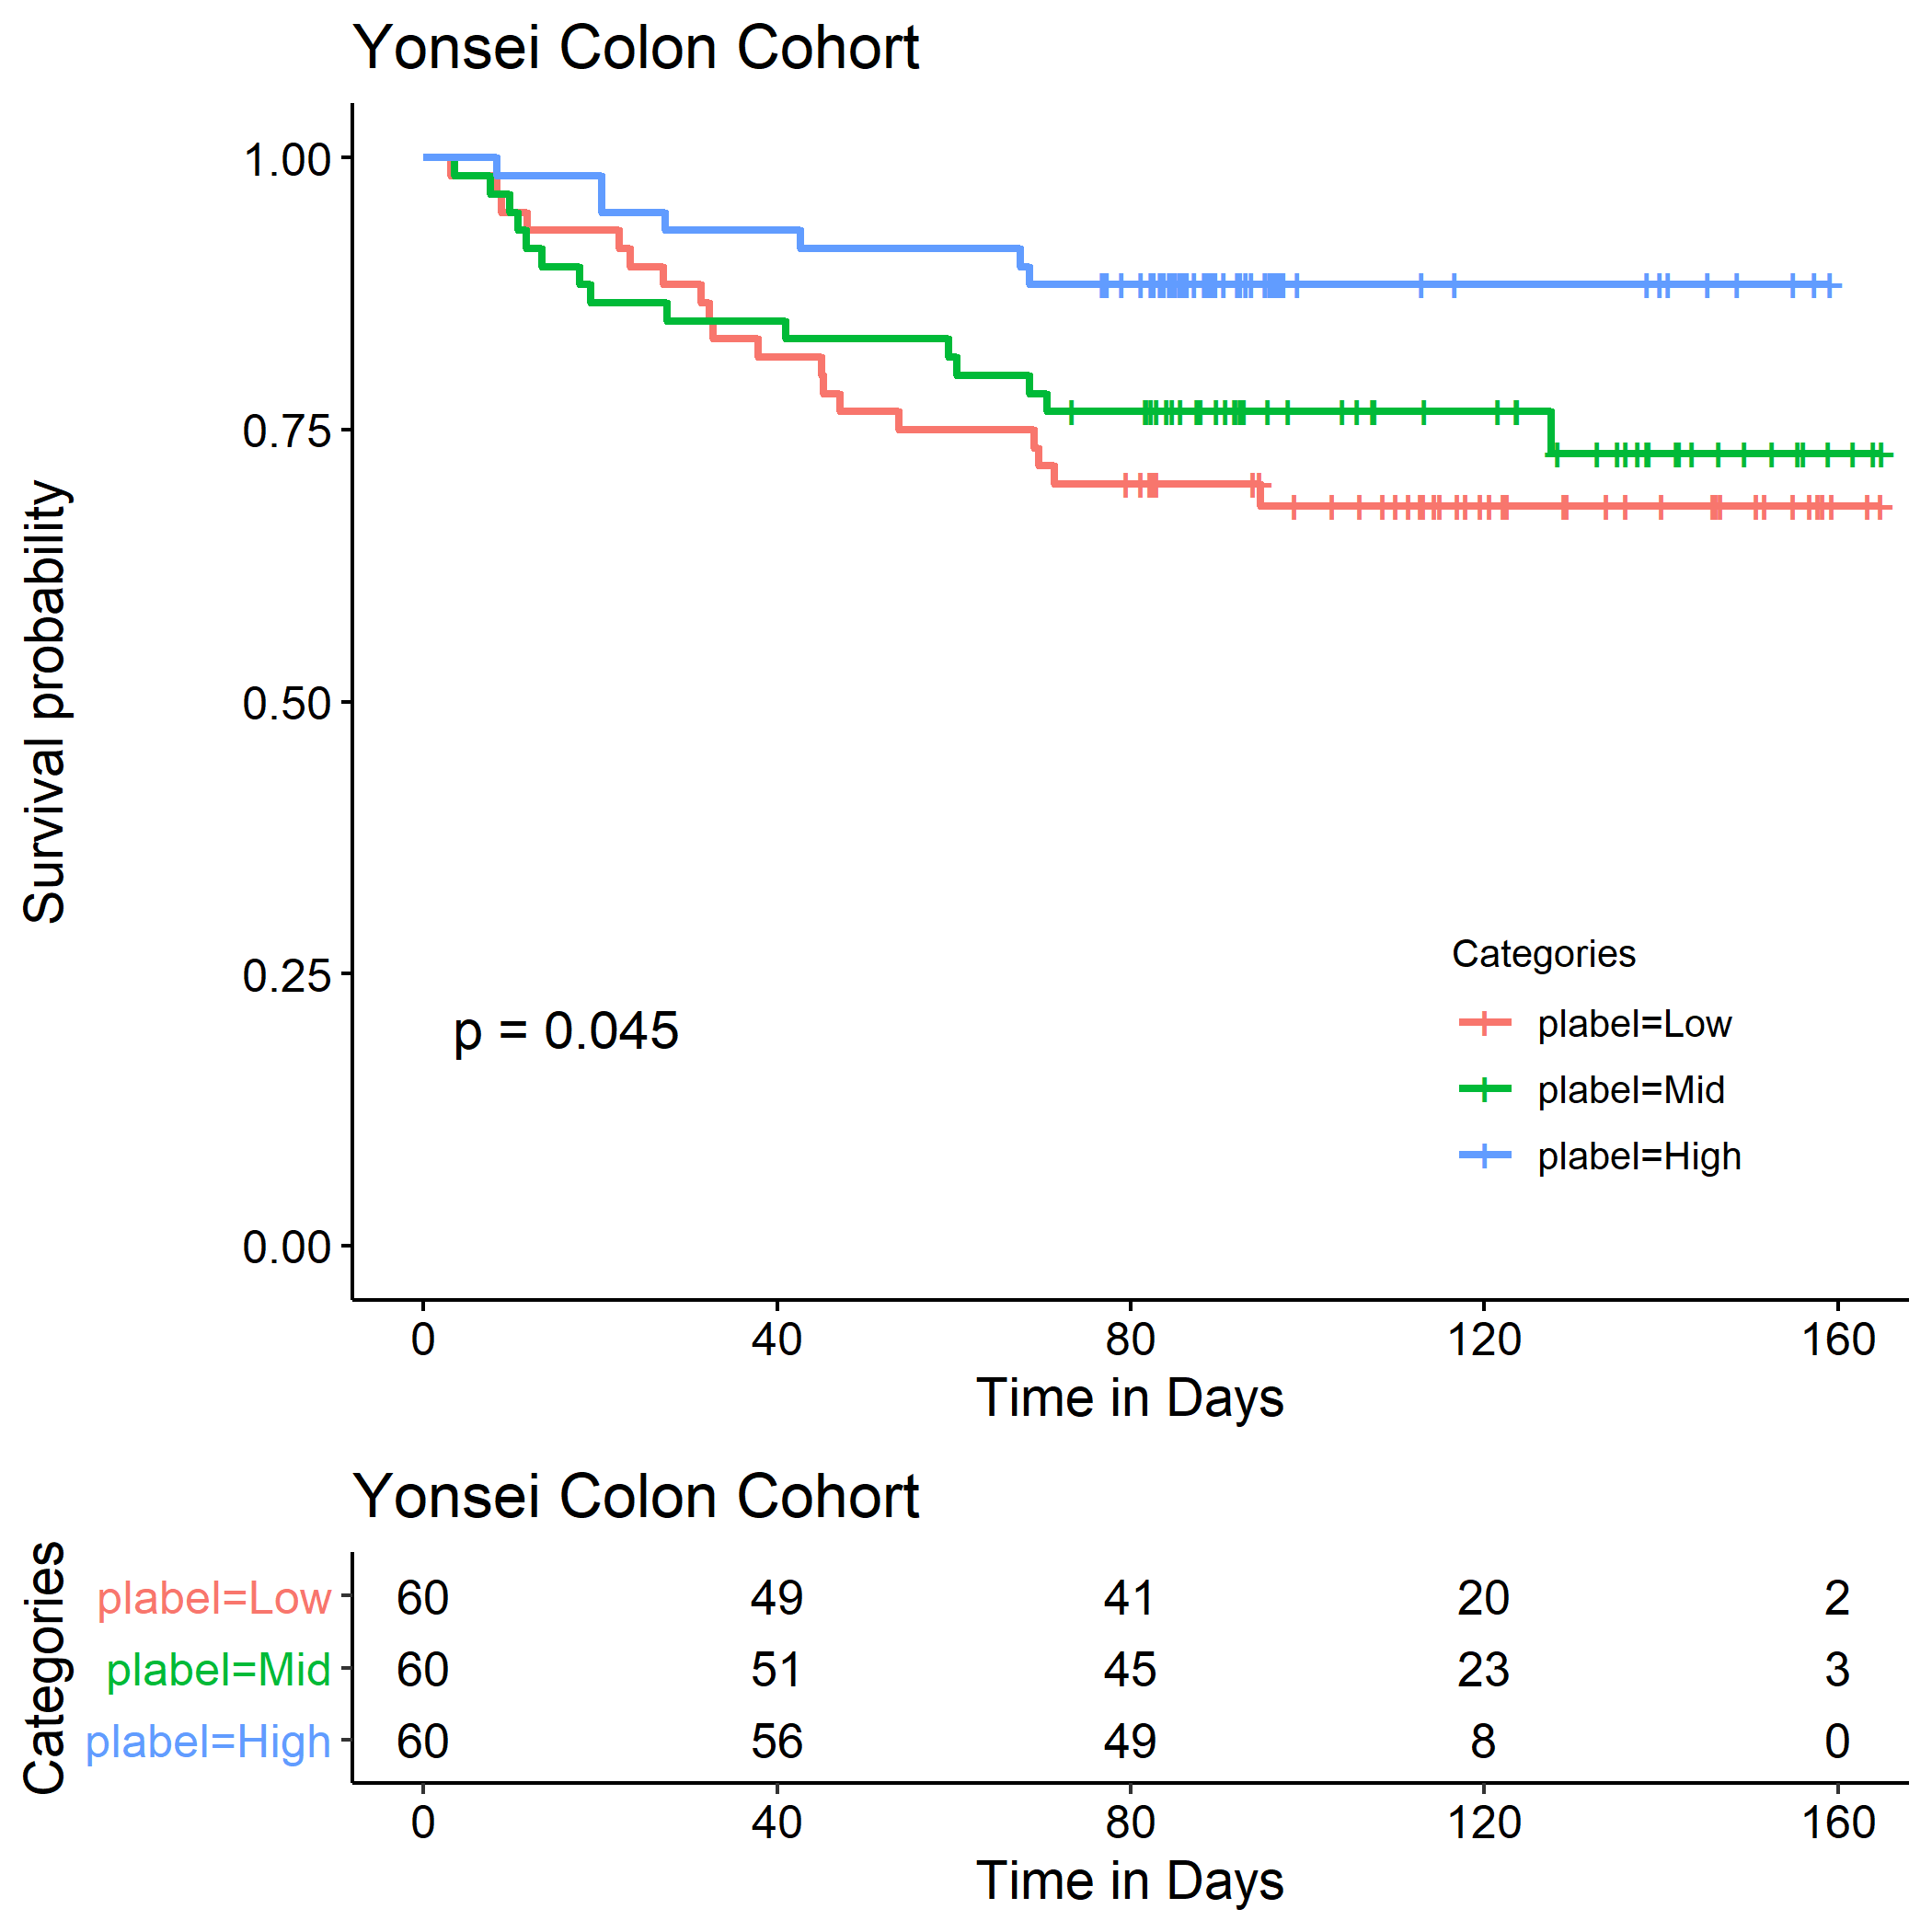 Yonsei Colon Cohort
Survival probability
1.00
0.75
0.50
0.25
0.00
p = 0.045
Categories
plabel=Low
plabel=Mid
plabel=High
0 40 80 120 160
Time in Days
Yonsei Colon Cohort
Categories
plabel=Low 60 49 41 20 2
plabel=Mid 60 51 45 23 3
plabel=High 60 56 49 8 0
0 40 80 120 160
Time in Days